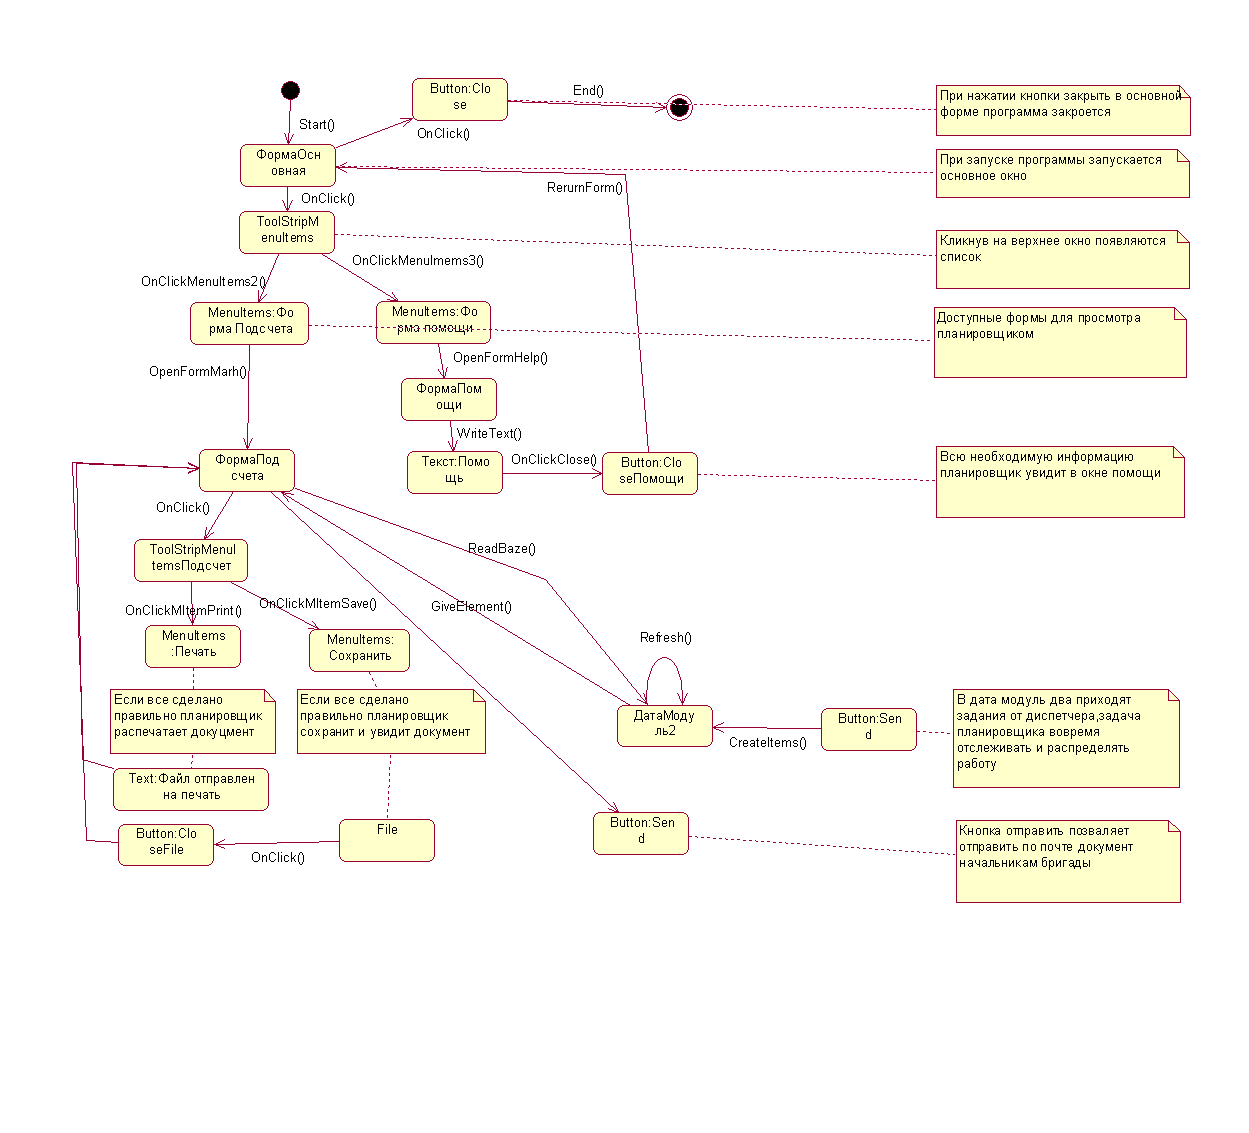 Button:Clo
se
End()
При нажатии кнопки закрыть в основной
форме программа закроется
Start()
OnClick()
ФормаОсн
овная
При запуске программы запускается
основное окно
RerurnForm()
OnClick()
ToolStripM
enuItems
Кликнув на верхнее окно появляются
список
OnClickMenuImems3()
OnClickMenuItems2()
MenuItems:Фо
рма Подсчета
MenuItems:Фо
рма помощи
Доступные формы для просмотра
планировщиком
OpenFormHelp()
OpenFormMarh()
ФормаПом
ощи
WriteText()
ФормаПод
счета
Текст:Помо
щь
OnClickClose()
Button:Clo
seПомощи
Всю необходимую информацию
планировщик увидит в окне помощи
OnClick()
ToolStripMenuI
temsПодсчет
ReadBaze()
OnClickMItemPrint()
OnClickMItemSave()
GiveElement()
MenuItems
:Печать
MenuItems:
Сохранить
Refresh()
Если все сделано
правильно планировщик
распечатает докуцмент
Если все сделано
правильно планировщик
сохранит и увидит документ
ДатаМоду
ль2
CreateItems()
Button:Sen
d
В дата модуль два приходят
задания от диспетчера,задача
планировщика вовремя
отслеживать и распределять
работу
Text:Файл отправлен
на печать
Button:Clo
seFile
OnClick()
File
Button:Sen
d
Кнопка отправить позваляет
отправить по почте документ
начальникам бригады